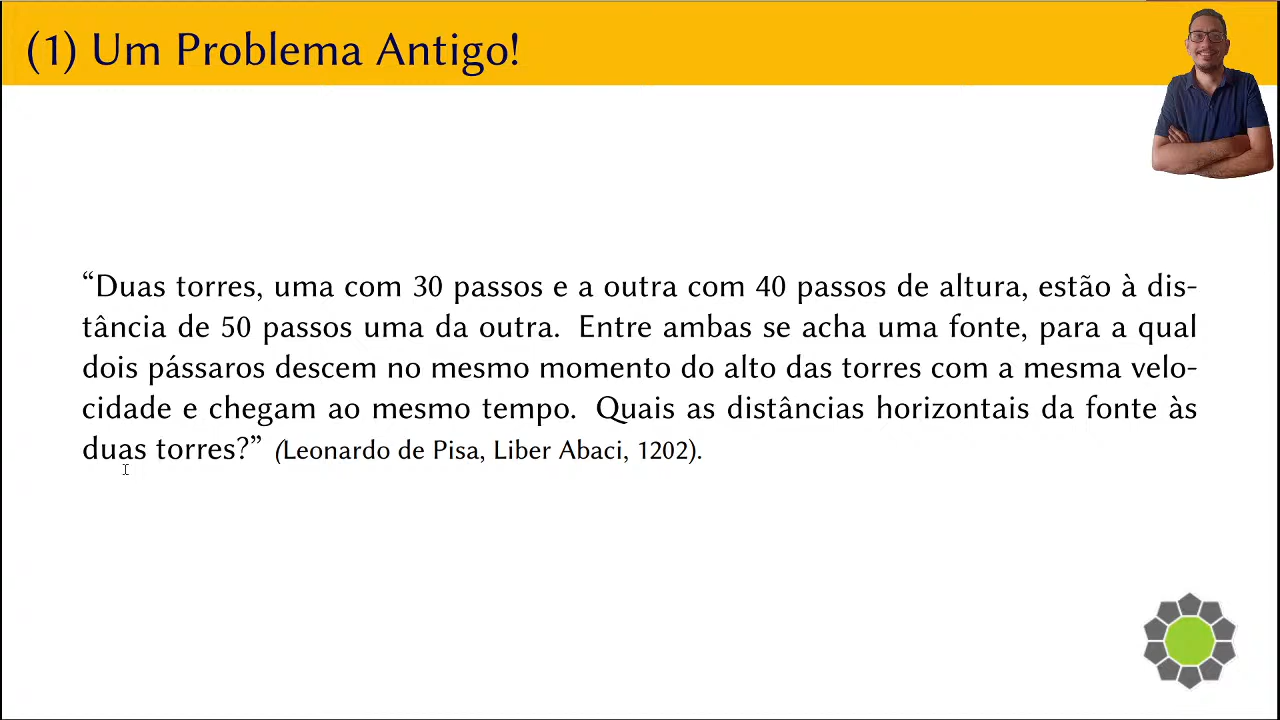 (1) Um Problema Antigo!
“Duas torres, uma com 30 passos e a outra com 40 passos de altura, estão à dis-
tância de 50 passos uma da outra. Entre ambas se acha uma fonte, para a qual
dois pássaros descem no mesmo momento do alto das torres com a mesma velo-
cidade e chegam ao mesmo tempo. Quais as distâncias horizontais da fonte às
duas torres?” (Leonardo de Pisa, Liber Abaci, 1202).